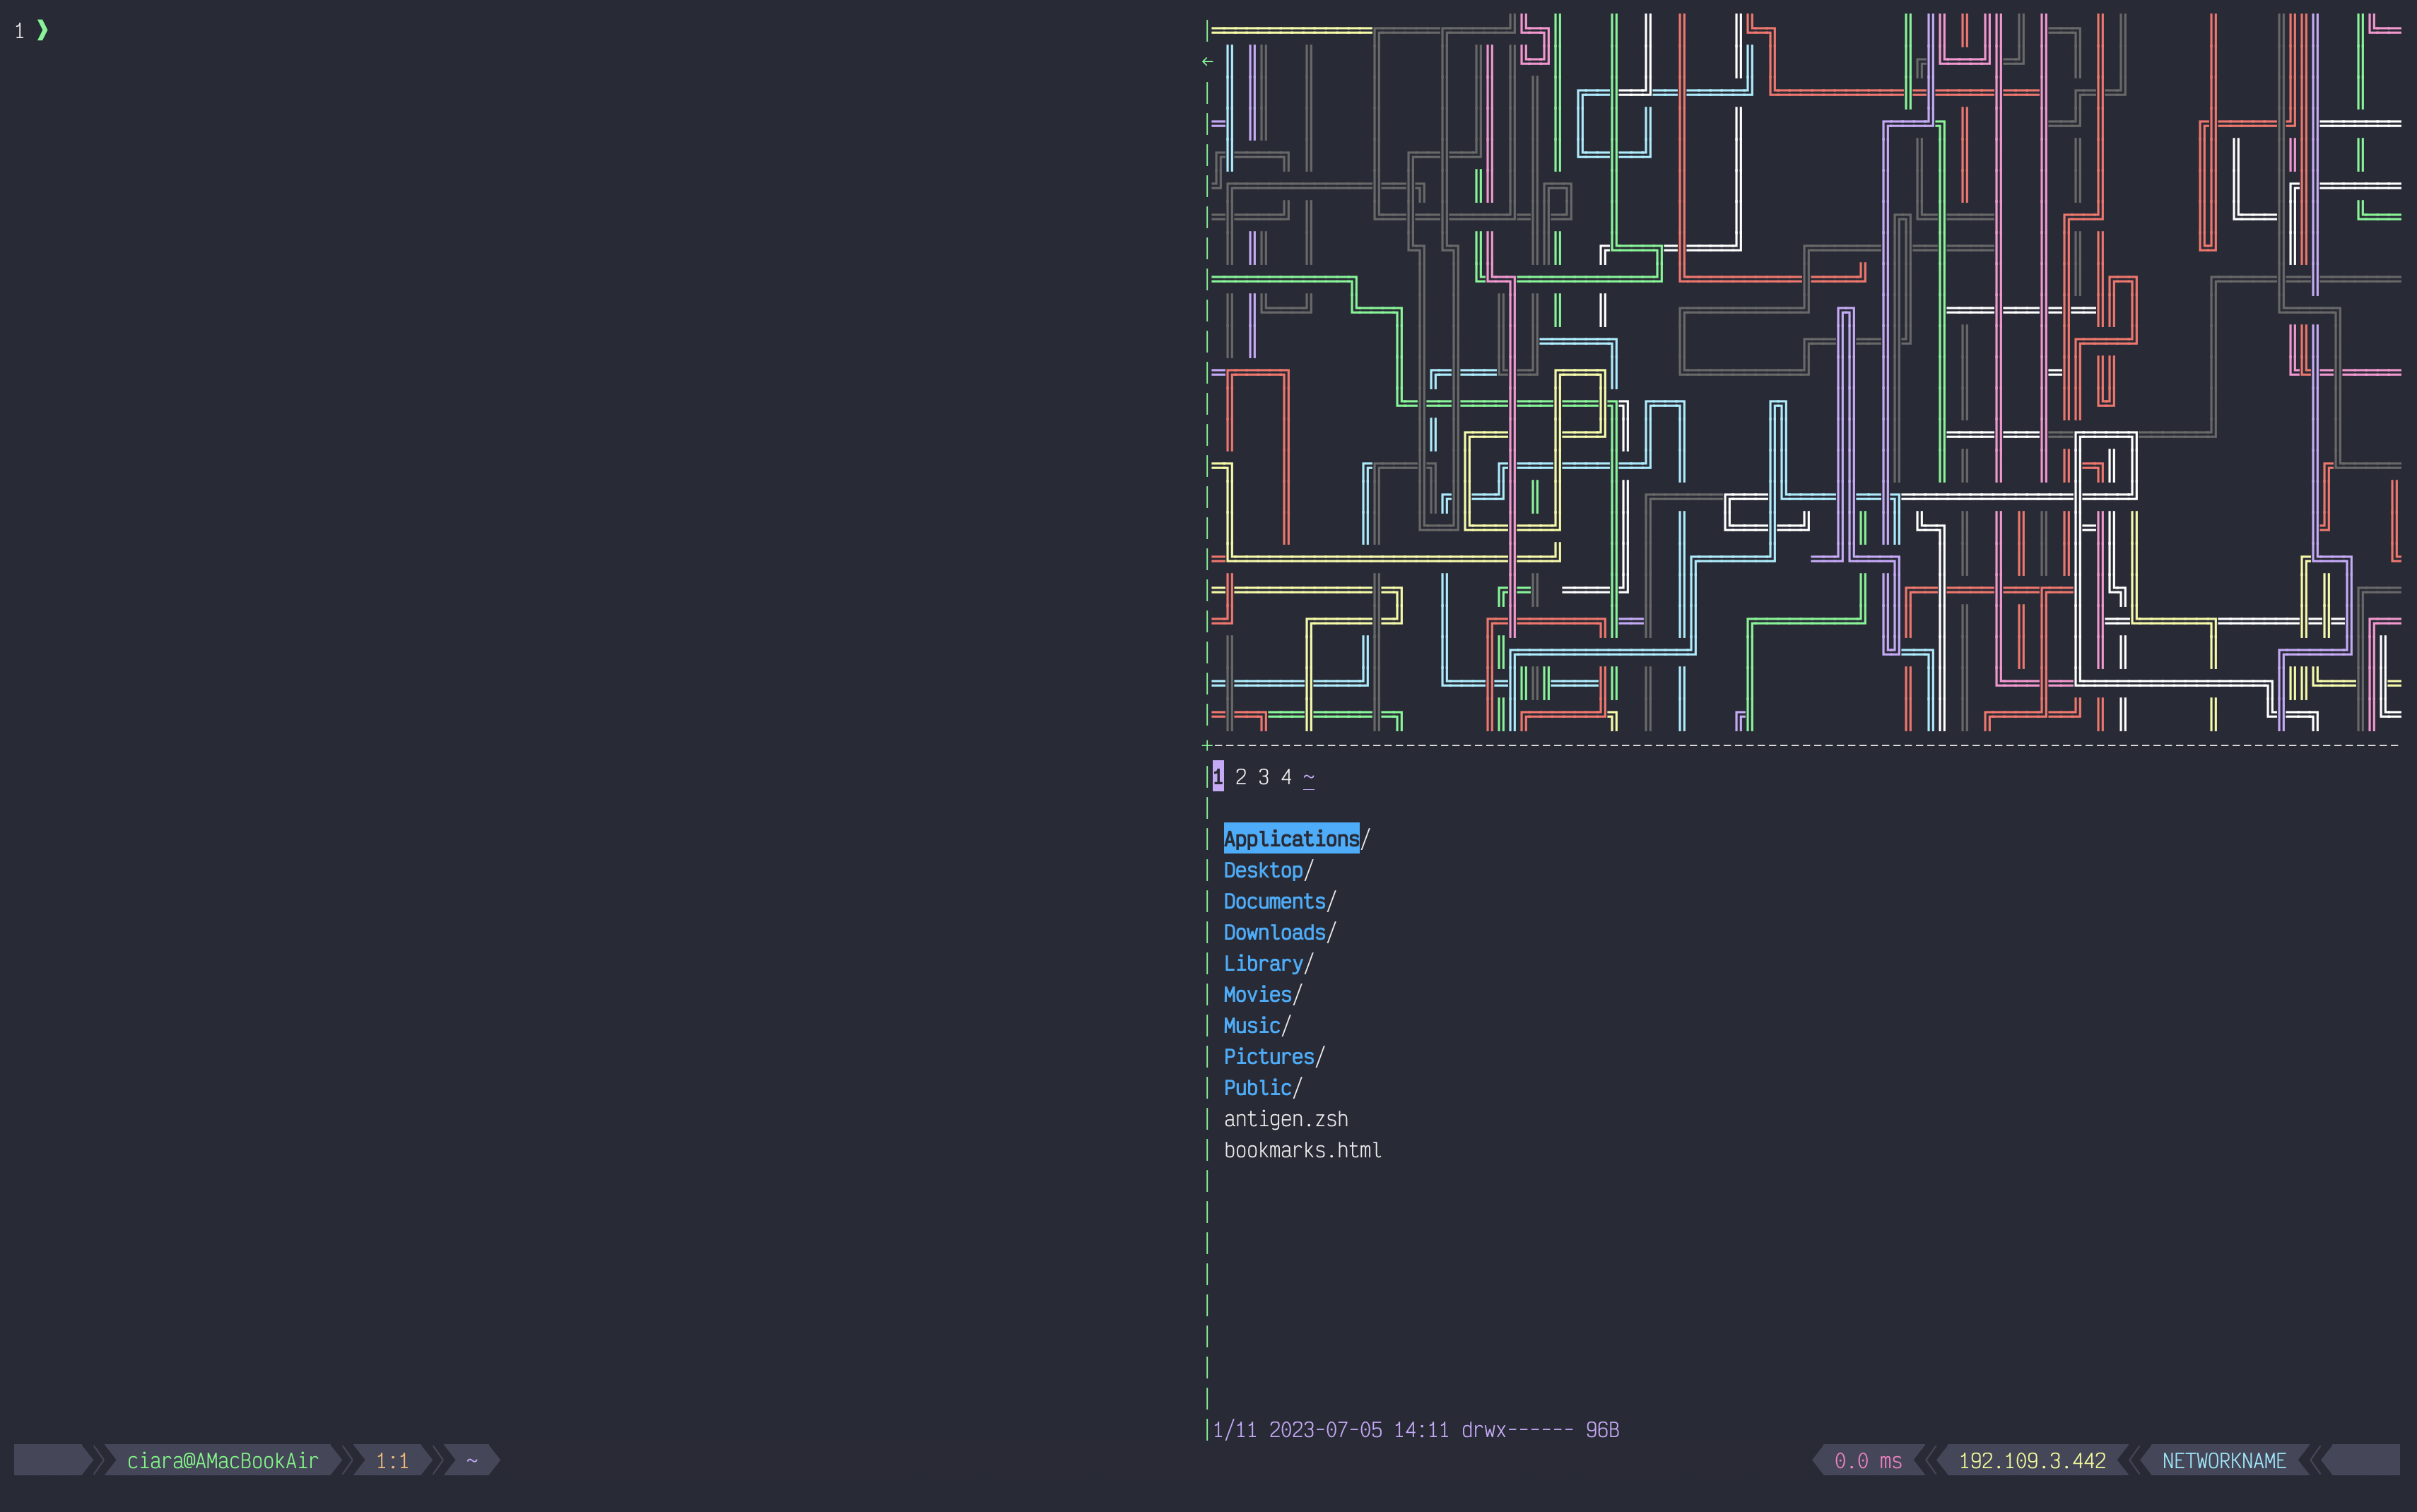 1 ❯
←
1 2 3 4 ~
Applications/
Desktop/
Documents/
Downloads/
Library/
Movies/
Music/
Pictures/
Public/
antigen.zsh
bookmarks.html
1/11 2023-07-05 14:11 drwx------ 96B
ciara@AMacBookAir 1:1 ~ 0.0 ms 192.109.3.442 NETWORKNAME